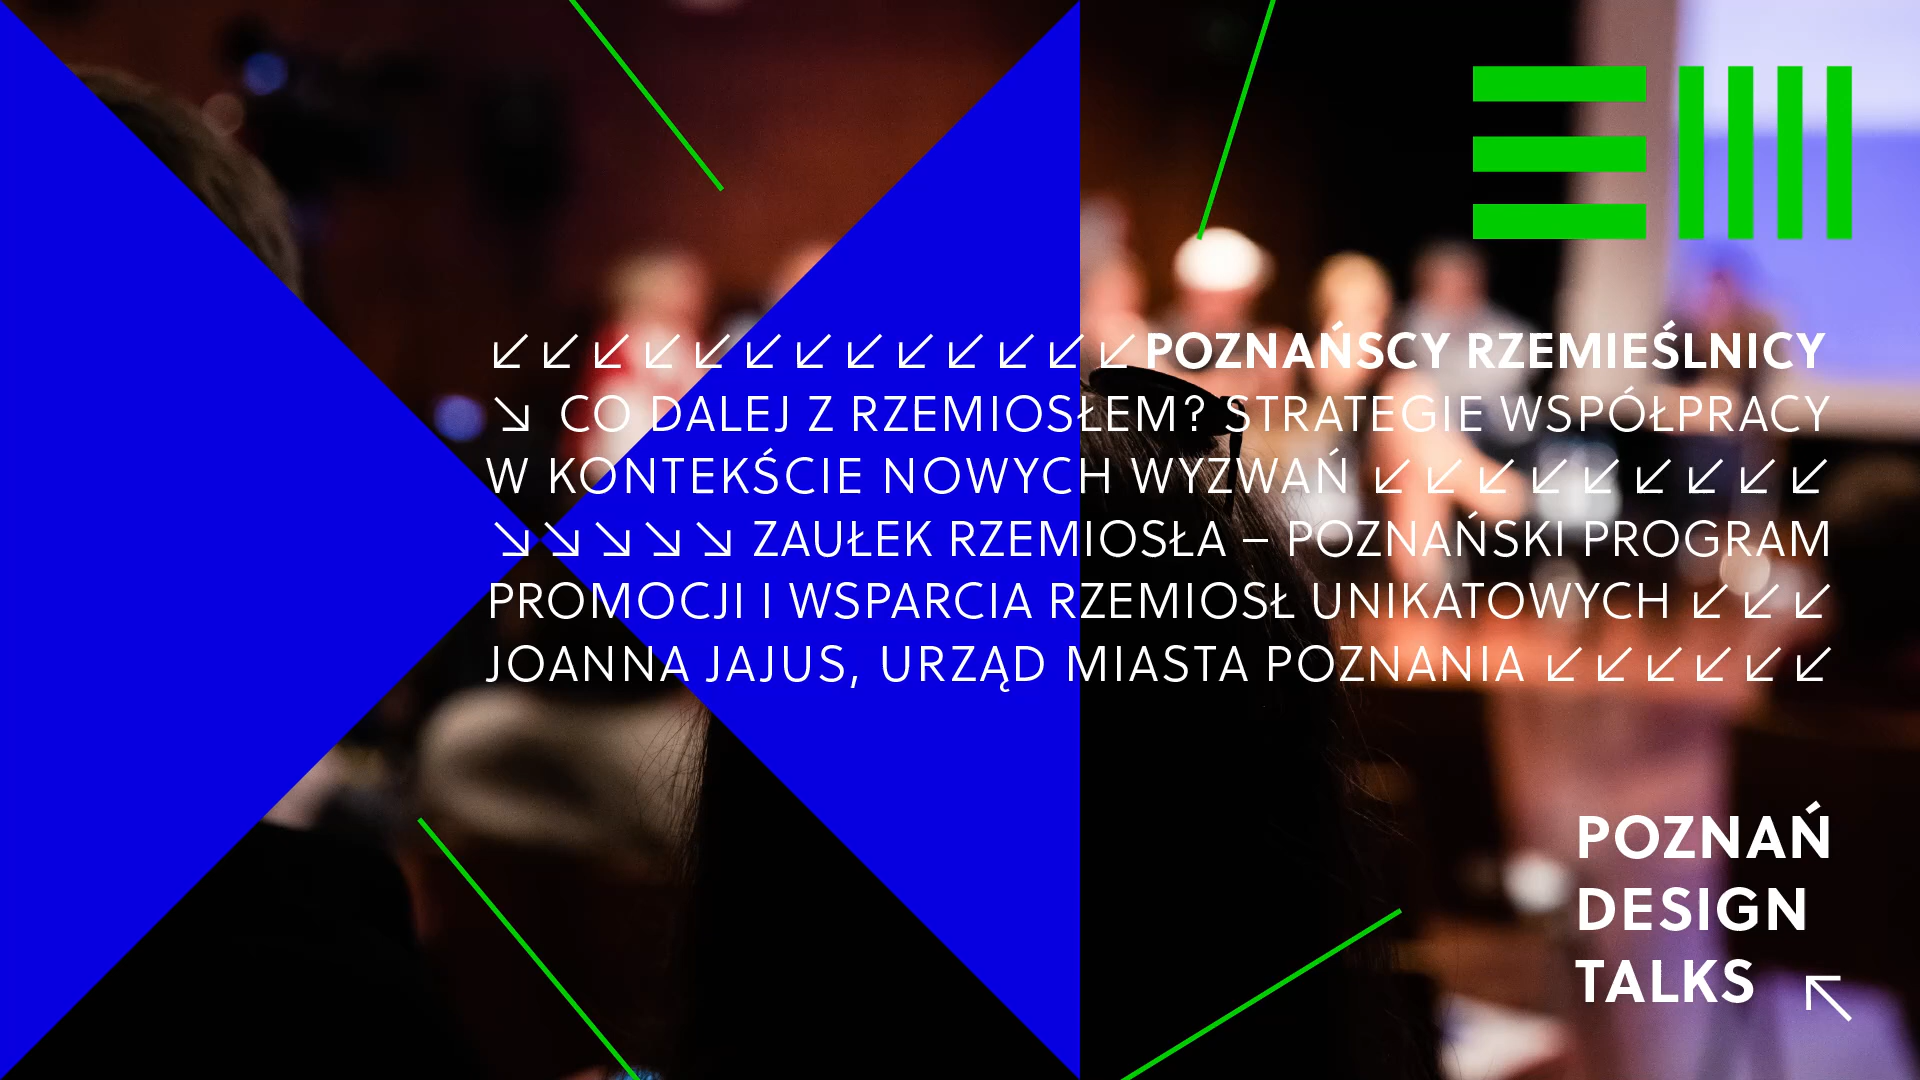 ↙↙↙↙↙↙↙↙↙↙↙↙↙POZNAŃSCY RZEMIEŚLNICY
↘ CO DALEJ Z RZEMIOSŁEM? STRATEGIE WSPÓŁPRACY
W KONTEKŚCIE NOWYCH WYZWAŃ ↙↙↙↙↙↙↙↙↙
↘↘↘↘↘ ZAUŁEK RZEMIOSŁA – POZNAŃSKI PROGRAM
PROMOCJI I WSPARCIA RZEMIOSŁ UNIKATOWYCH ↙↙↙
JOANNA JAJUS, URZĄD MIASTA POZNANIA ↙↙↙↙↙↙
POZNAŃ
DESIGN
TALKS ↖